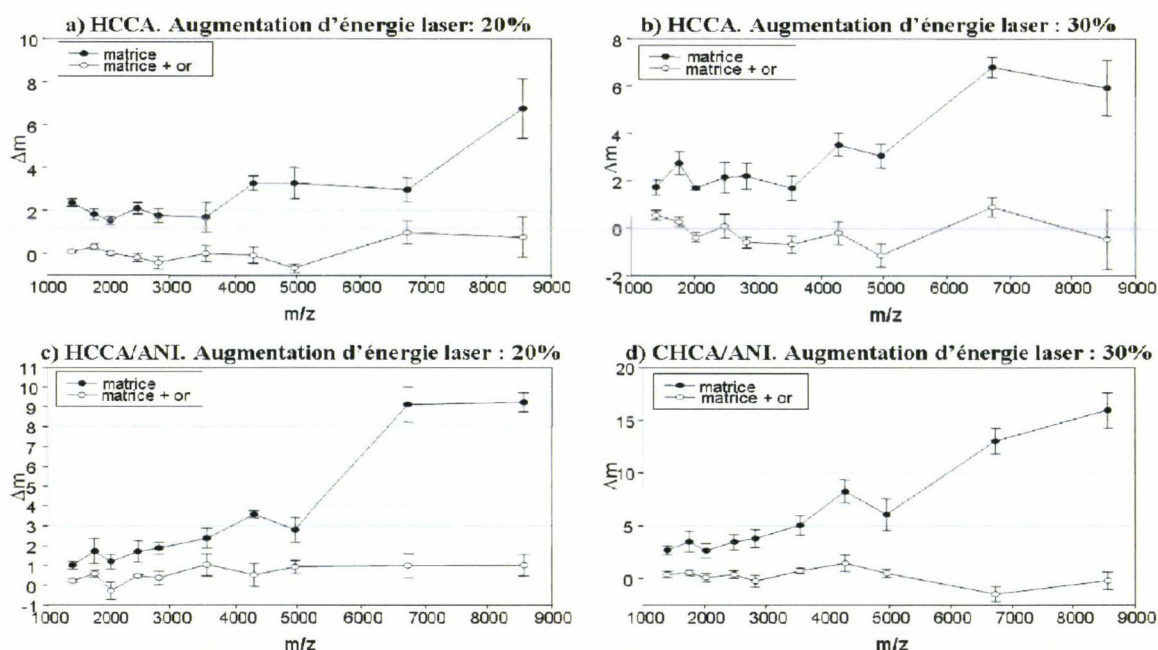 a) HCCA. Augmentation d'énergie laser: 20%
10
8
6
4
2
0
Δm
matrice
matrice + or
1000 2000 3000 4000 5000 6000 7000 8000 9000
m/z
b) HCCA. Augmentation d'énergie laser : 30%
8
6
4
2
0
-2
Δm
matrice
matrice + or
1000 2000 3000 4000 5000 6000 7000 8000 9000
m/z
c) HCCA/ANI. Augmentation d'énergie laser : 20%
11
10
9
8
7
6
5
4
3
2
1
0
-1
Δm
matrice
matrice + or
1000 2000 3000 4000 5000 6000 7000 8000 9000
m/z
d) CHCA/ANI. Augmentation d'énergie laser : 30%
20
15
10
5
0
Δm
matrice
matrice + or
1000 2000 3000 4000 5000 6000 7000 8000 9000
m/z